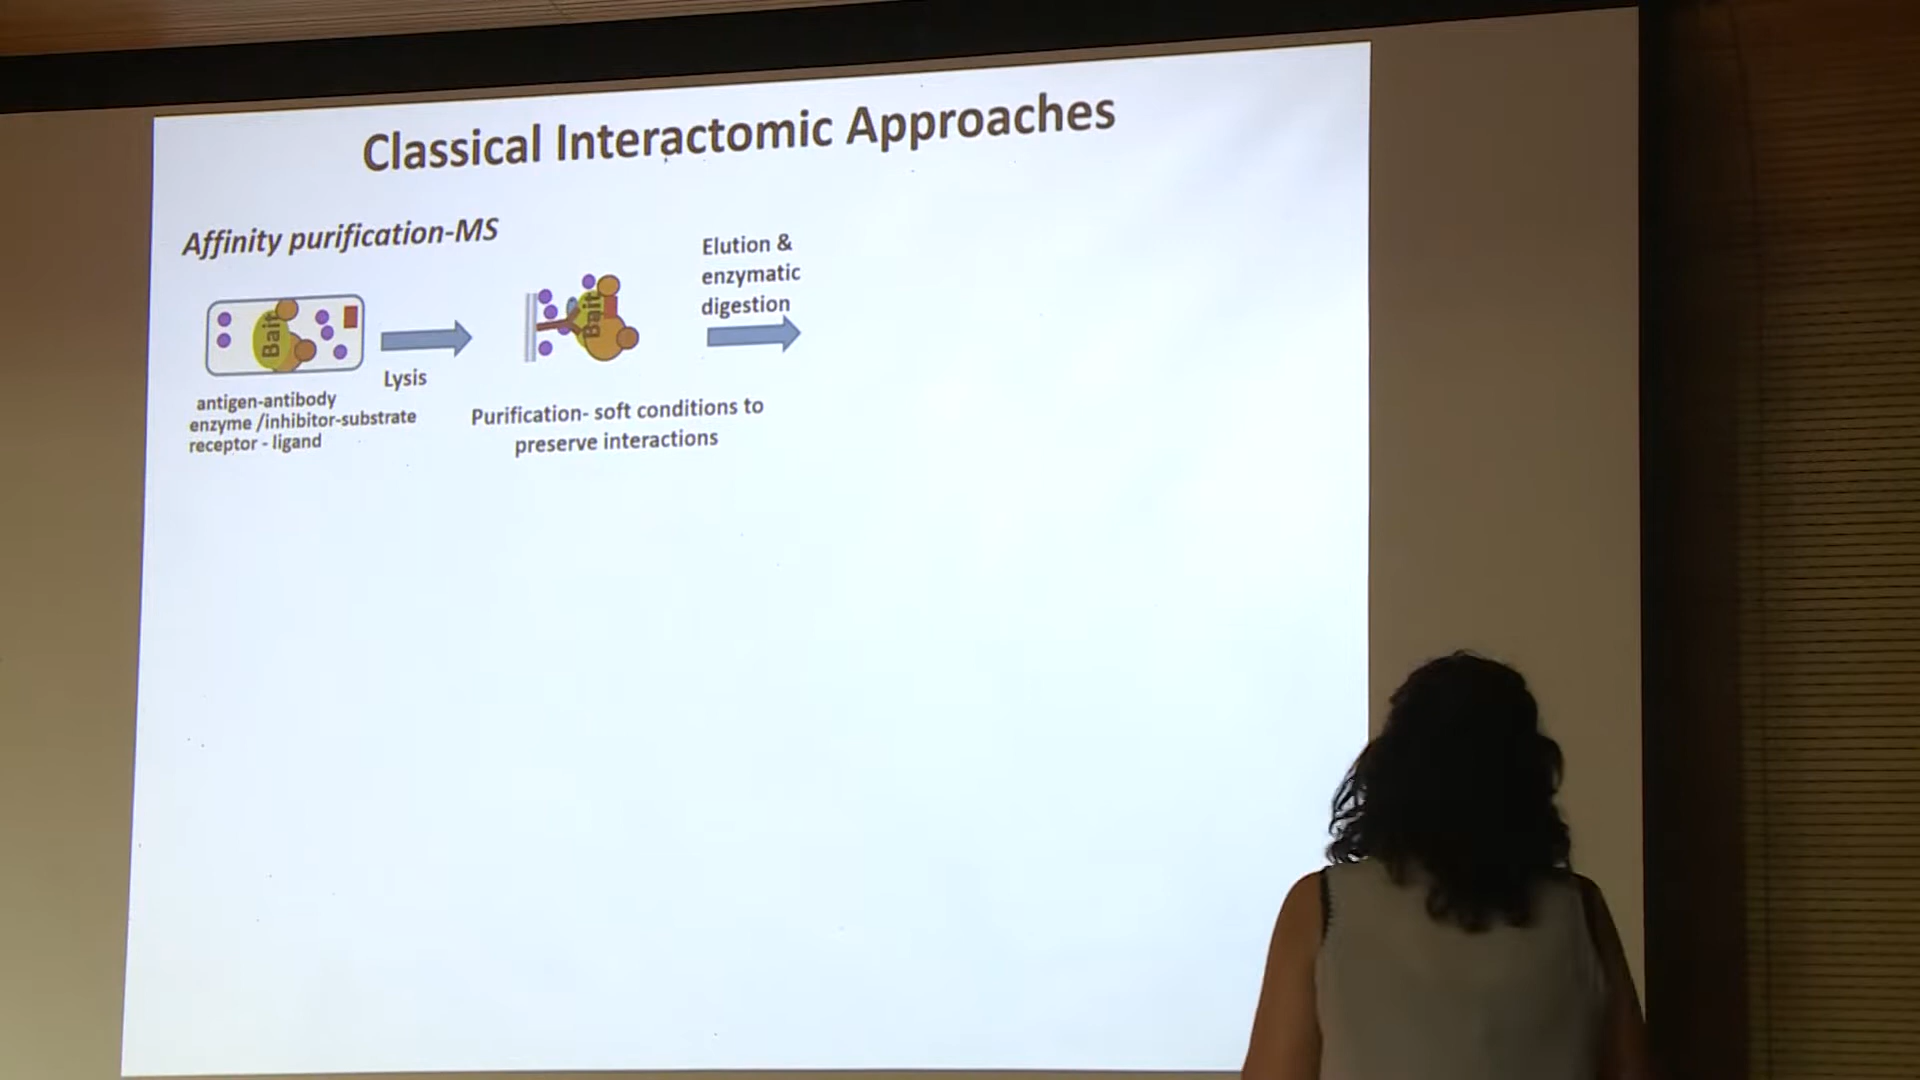 Classical Interactomic Approaches
Affinity purification-MS
Bait
Lysis
antigen-antibody
enzyme /inhibitor-substrate
receptor - ligand
Bait
Purification- soft conditions to
preserve interactions
Elution &
enzymatic
digestion